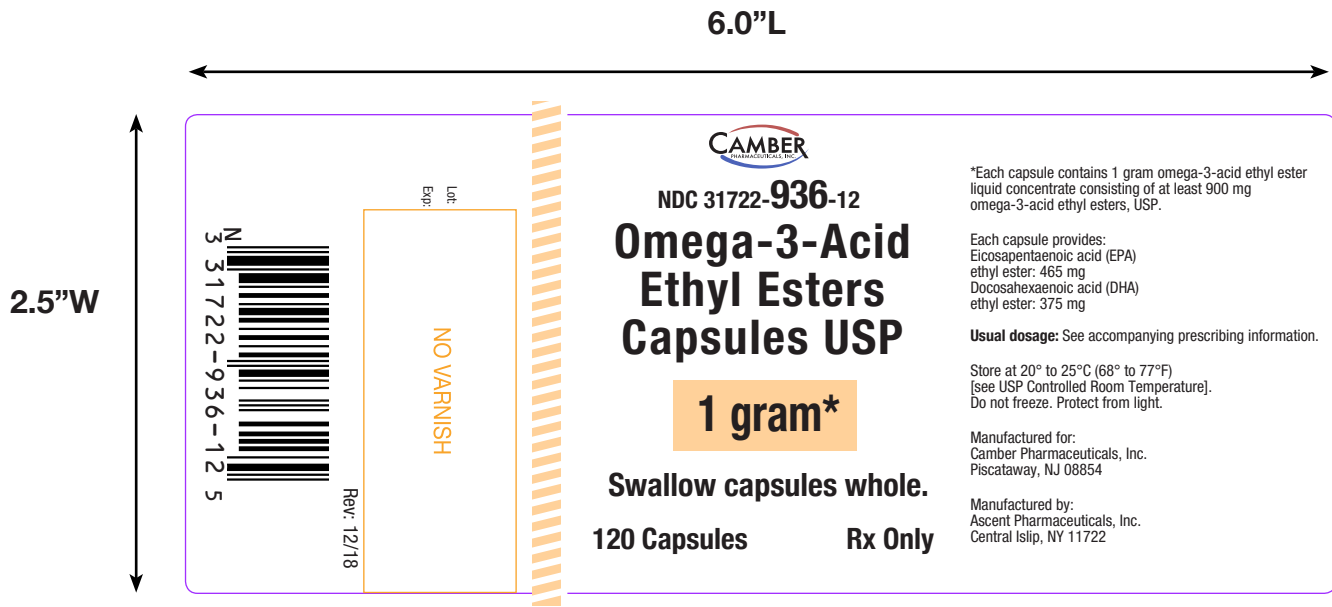 6.0”L
2.5”W
N
3 31722-936-12 5
Rev: 12/18
Lot:
Exp:
NO VARNISH
CAMBER
PHARMACEUTICALS, INC.
NDC 31722-936-12
Omega-3-Acid
Ethyl Esters
Capsules USP
1 gram*
Swallow capsules whole.
120 Capsules Rx Only
*Each capsule contains 1 gram omega-3-acid ethyl ester
liquid concentrate consisting of at least 900 mg
omega-3-acid ethyl esters, USP.
Each capsule provides:
Eicosapentaenoic acid (EPA)
ethyl ester: 465 mg
Docosahexaenoic acid (DHA)
ethyl ester: 375 mg
Usual dosage: See accompanying prescribing information.
Store at 20° to 25°C (68° to 77°F)
[see USP Controlled Room Temperature].
Do not freeze. Protect from light.
Manufactured for:
Camber Pharmaceuticals, Inc.
Piscataway, NJ 08854
Manufactured by:
Ascent Pharmaceuticals, Inc.
Central Islip, NY 11722